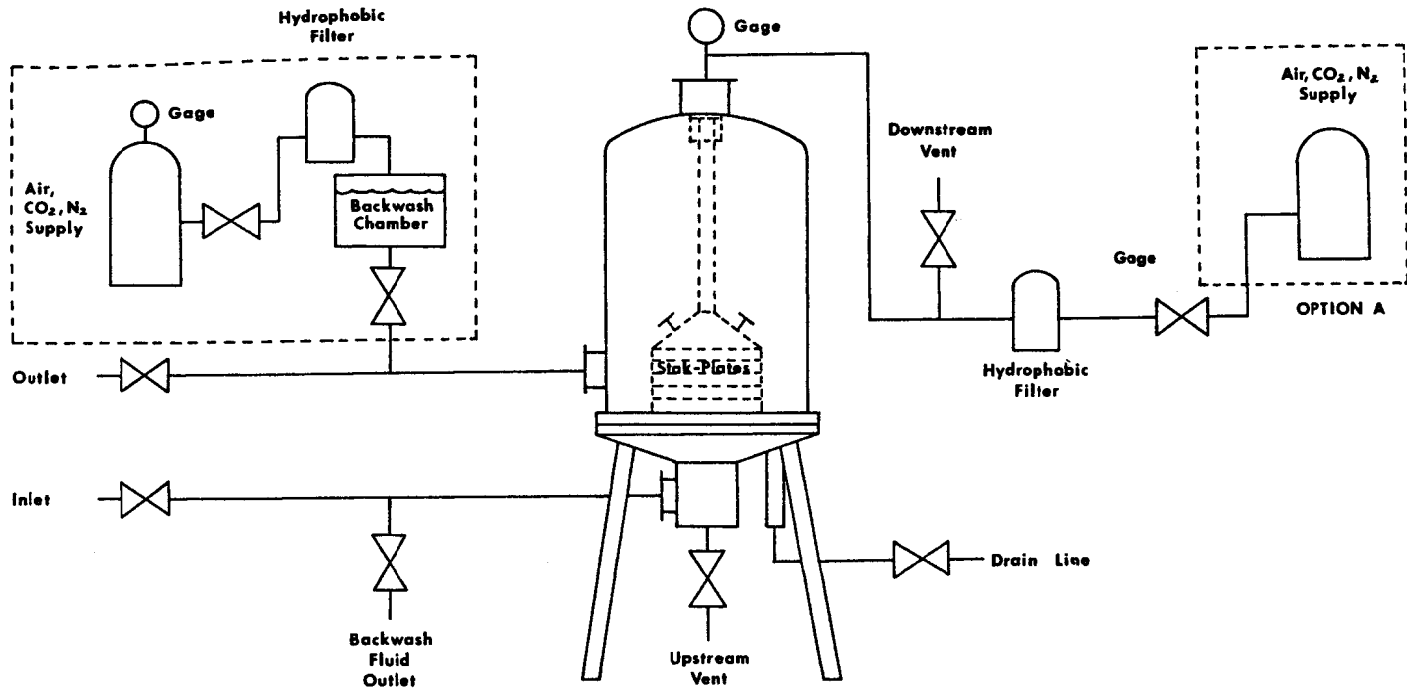 Hydrophobic
Filter
Gage
Air,
CO₂, N₂
Supply
Backwash
Chamber
Outlet
Inlet
Backwash
Fluid
Outlet
Gage
Stak-Plates
Upstream
Vent
Drain Line
Downstream
Vent
Hydrophobic
Filter
Gage
Air, CO₂, N₂
Supply
OPTION A